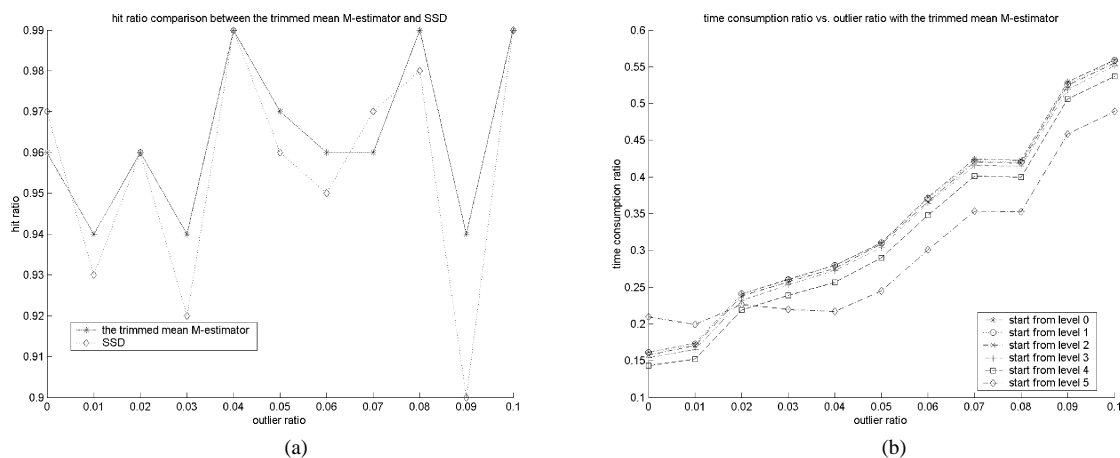 hit ratio comparison between the trimmed mean M-estimator and SSD
hit ratio
0.99
0.98
0.97
0.96
0.95
0.94
0.93
0.92
0.91
0.9
the trimmed mean M-estimator
SSD
0 0.01 0.02 0.03 0.04 0.05 0.06 0.07 0.08 0.09 0.1
outlier ratio
(a)
time consumption ratio vs. outlier ratio with the trimmed mean M-estimator
time consumption ratio
0.6
0.55
0.5
0.45
0.4
0.35
0.3
0.25
0.2
0.15
0.1
start from level 0
start from level 1
start from level 2
start from level 3
start from level 4
start from level 5
0 0.01 0.02 0.03 0.04 0.05 0.06 0.07 0.08 0.09 0.1
outlier ratio
(b)